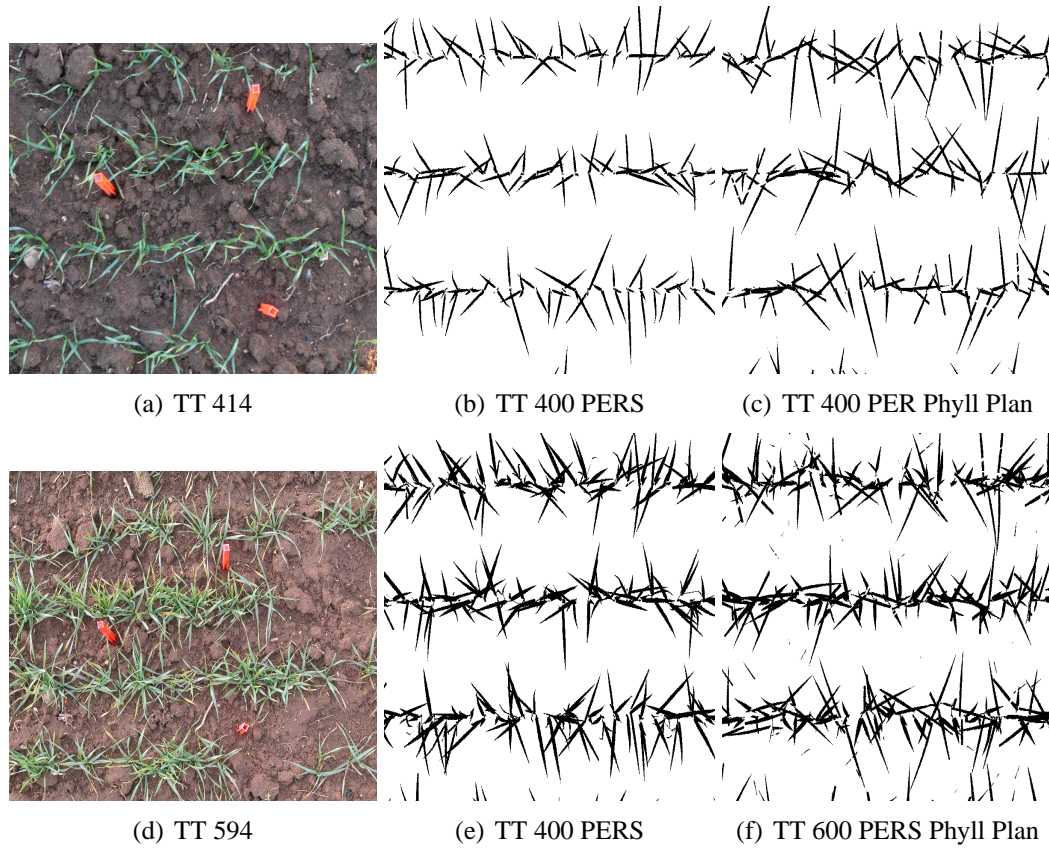 (a) TT 414
(b) TT 400 PERS
(c) TT 400 PER Phyll Plan
(d) TT 594
(e) TT 400 PERS
(f) TT 600 PERS Phyll Plan